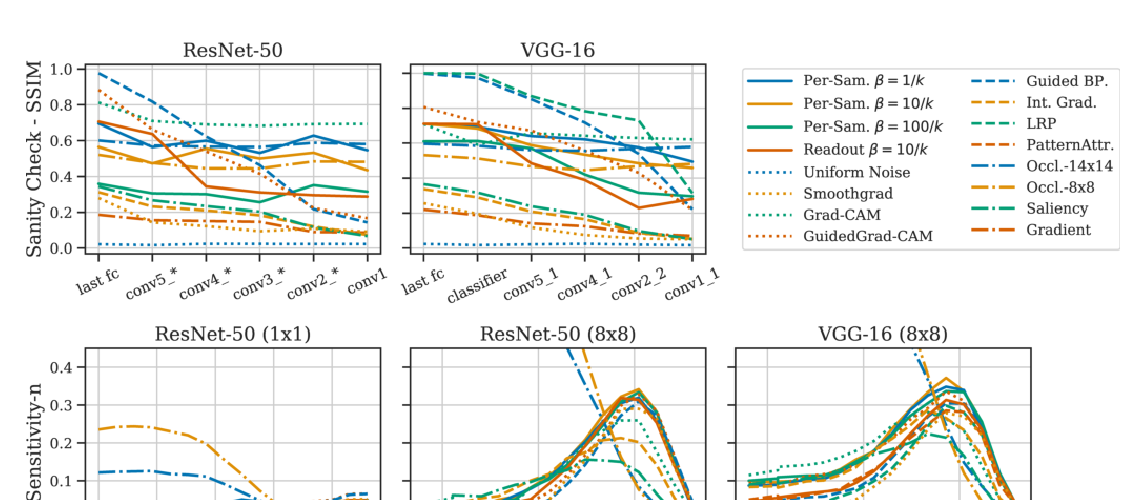 ResNet-50
VGG-16
Sanity Check - SSIM
1.0
0.8
0.6
0.4
0.2
0.0
last fc
conv5_*
conv4_*
conv3_*
conv2_*
conv1
last fc
classifier
conv5_1
conv4_1
conv2_2
conv1_1
Per-Sam. β = 1/k
Per-Sam. β = 10/k
Per-Sam. β = 100/k
Readout β = 10/k
Uniform Noise
Smoothgrad
Grad-CAM
GuidedGrad-CAM
Guided BP.
Int. Grad.
LRP
PatternAttr.
Occl.-14x14
Occl.-8x8
Saliency
Gradient
ResNet-50 (1x1)
ResNet-50 (8x8)
VGG-16 (8x8)
Sensitivity-n
0.4
0.3
0.2
0.1